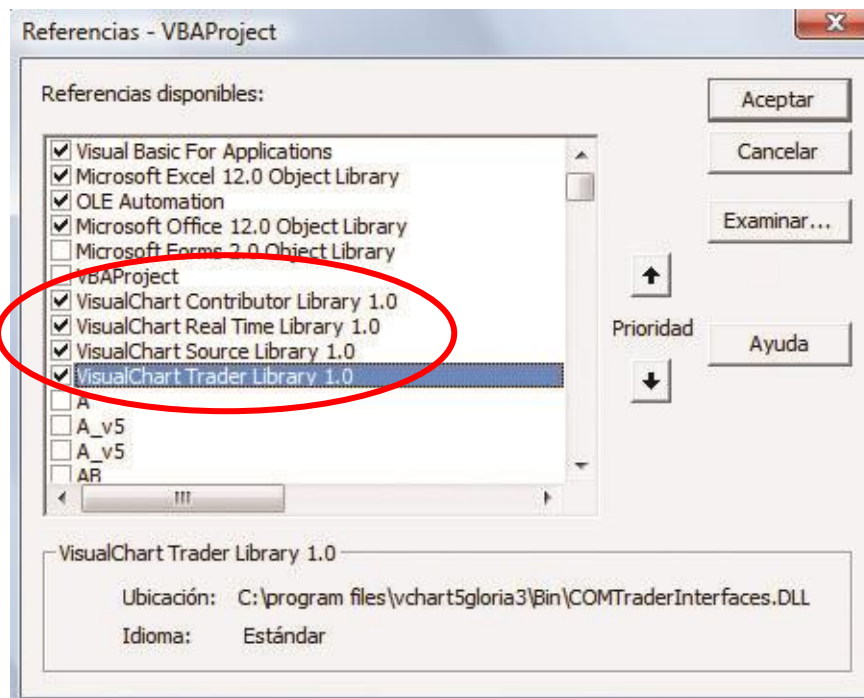 Referencias - VBAProject
Referencias disponibles:
Visual Basic For Applications
Microsoft Excel 12.0 Object Library
OLE Automation
Microsoft Office 12.0 Object Library
Microsoft Forms 2.0 Object Library
VBAProject
VisualChart Contributor Library 1.0
VisualChart Real Time Library 1.0
VisualChart Source Library 1.0
VisualChart Trader Library 1.0
A
A_v5
A_v5
AB
Aceptar
Cancelar
Examinar...
Prioridad
Ayuda
VisualChart Trader Library 1.0
Ubicación: C:\program files\vchart5gloria3\Bin\COMTraderInterfaces.DLL
Idioma: Estándar